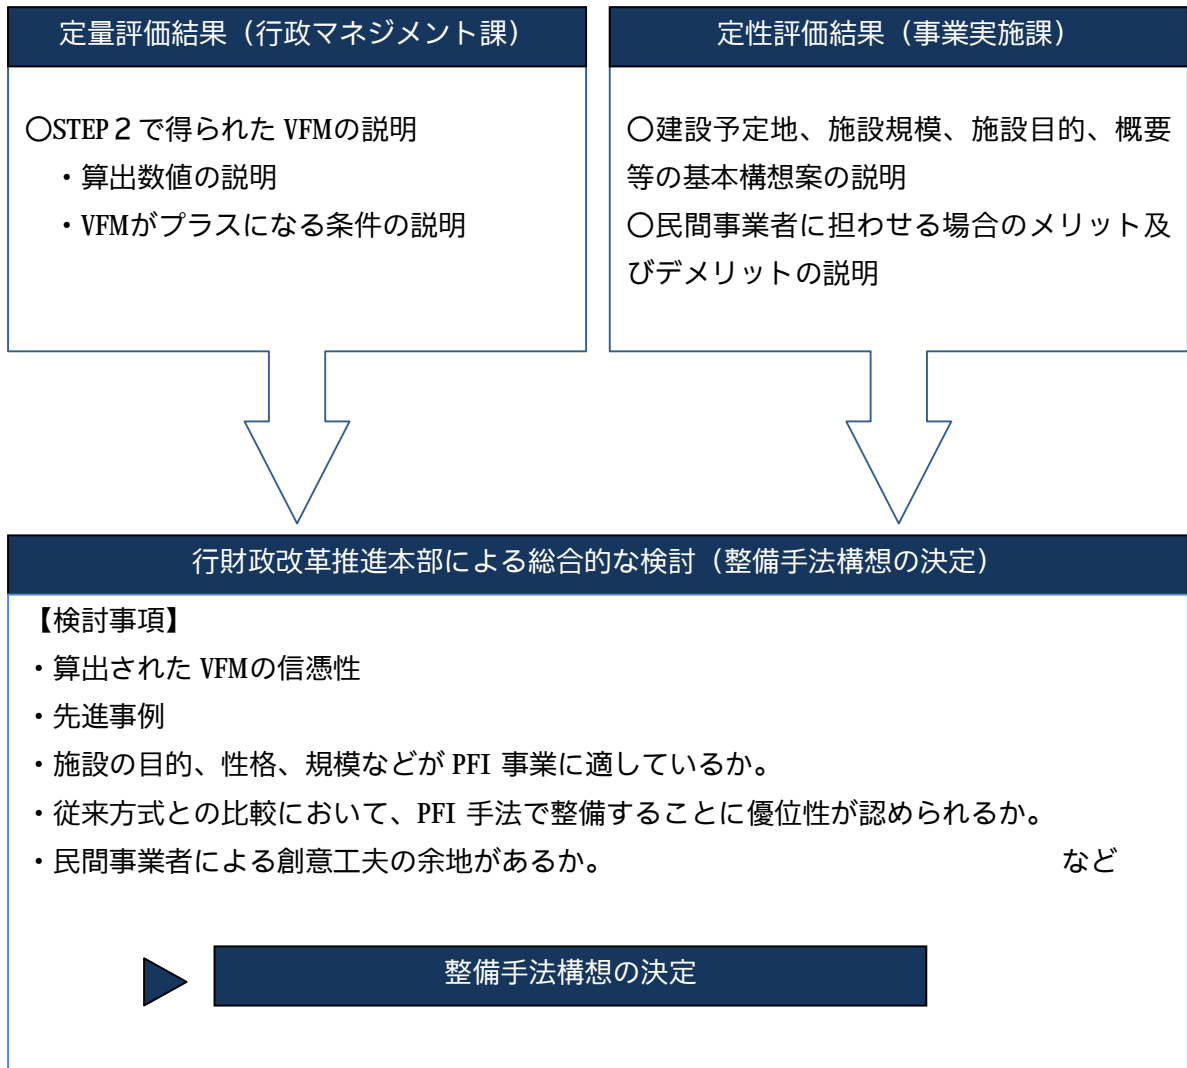 定量評価結果（行政マネジメント課）
〇STEP２で得られた VFMの説明
・算出数値の説明
・VFMがプラスになる条件の説明
定性評価結果（事業実施課）
〇建設予定地、施設規模、施設目的、概要
等の基本構想案の説明
〇民間事業者に担わせる場合のメリット及
びデメリットの説明
行財政改革推進本部による総合的な検討（整備手法構想の決定）
【検討事項】
・算出された VFMの信憑性
・先進事例
・施設の目的、性格、規模などが PFI 事業に適しているか。
・従来方式との比較において、PFI 手法で整備することに優位性が認められるか。
・民間事業者による創意工夫の余地があるか。 など
整備手法構想の決定